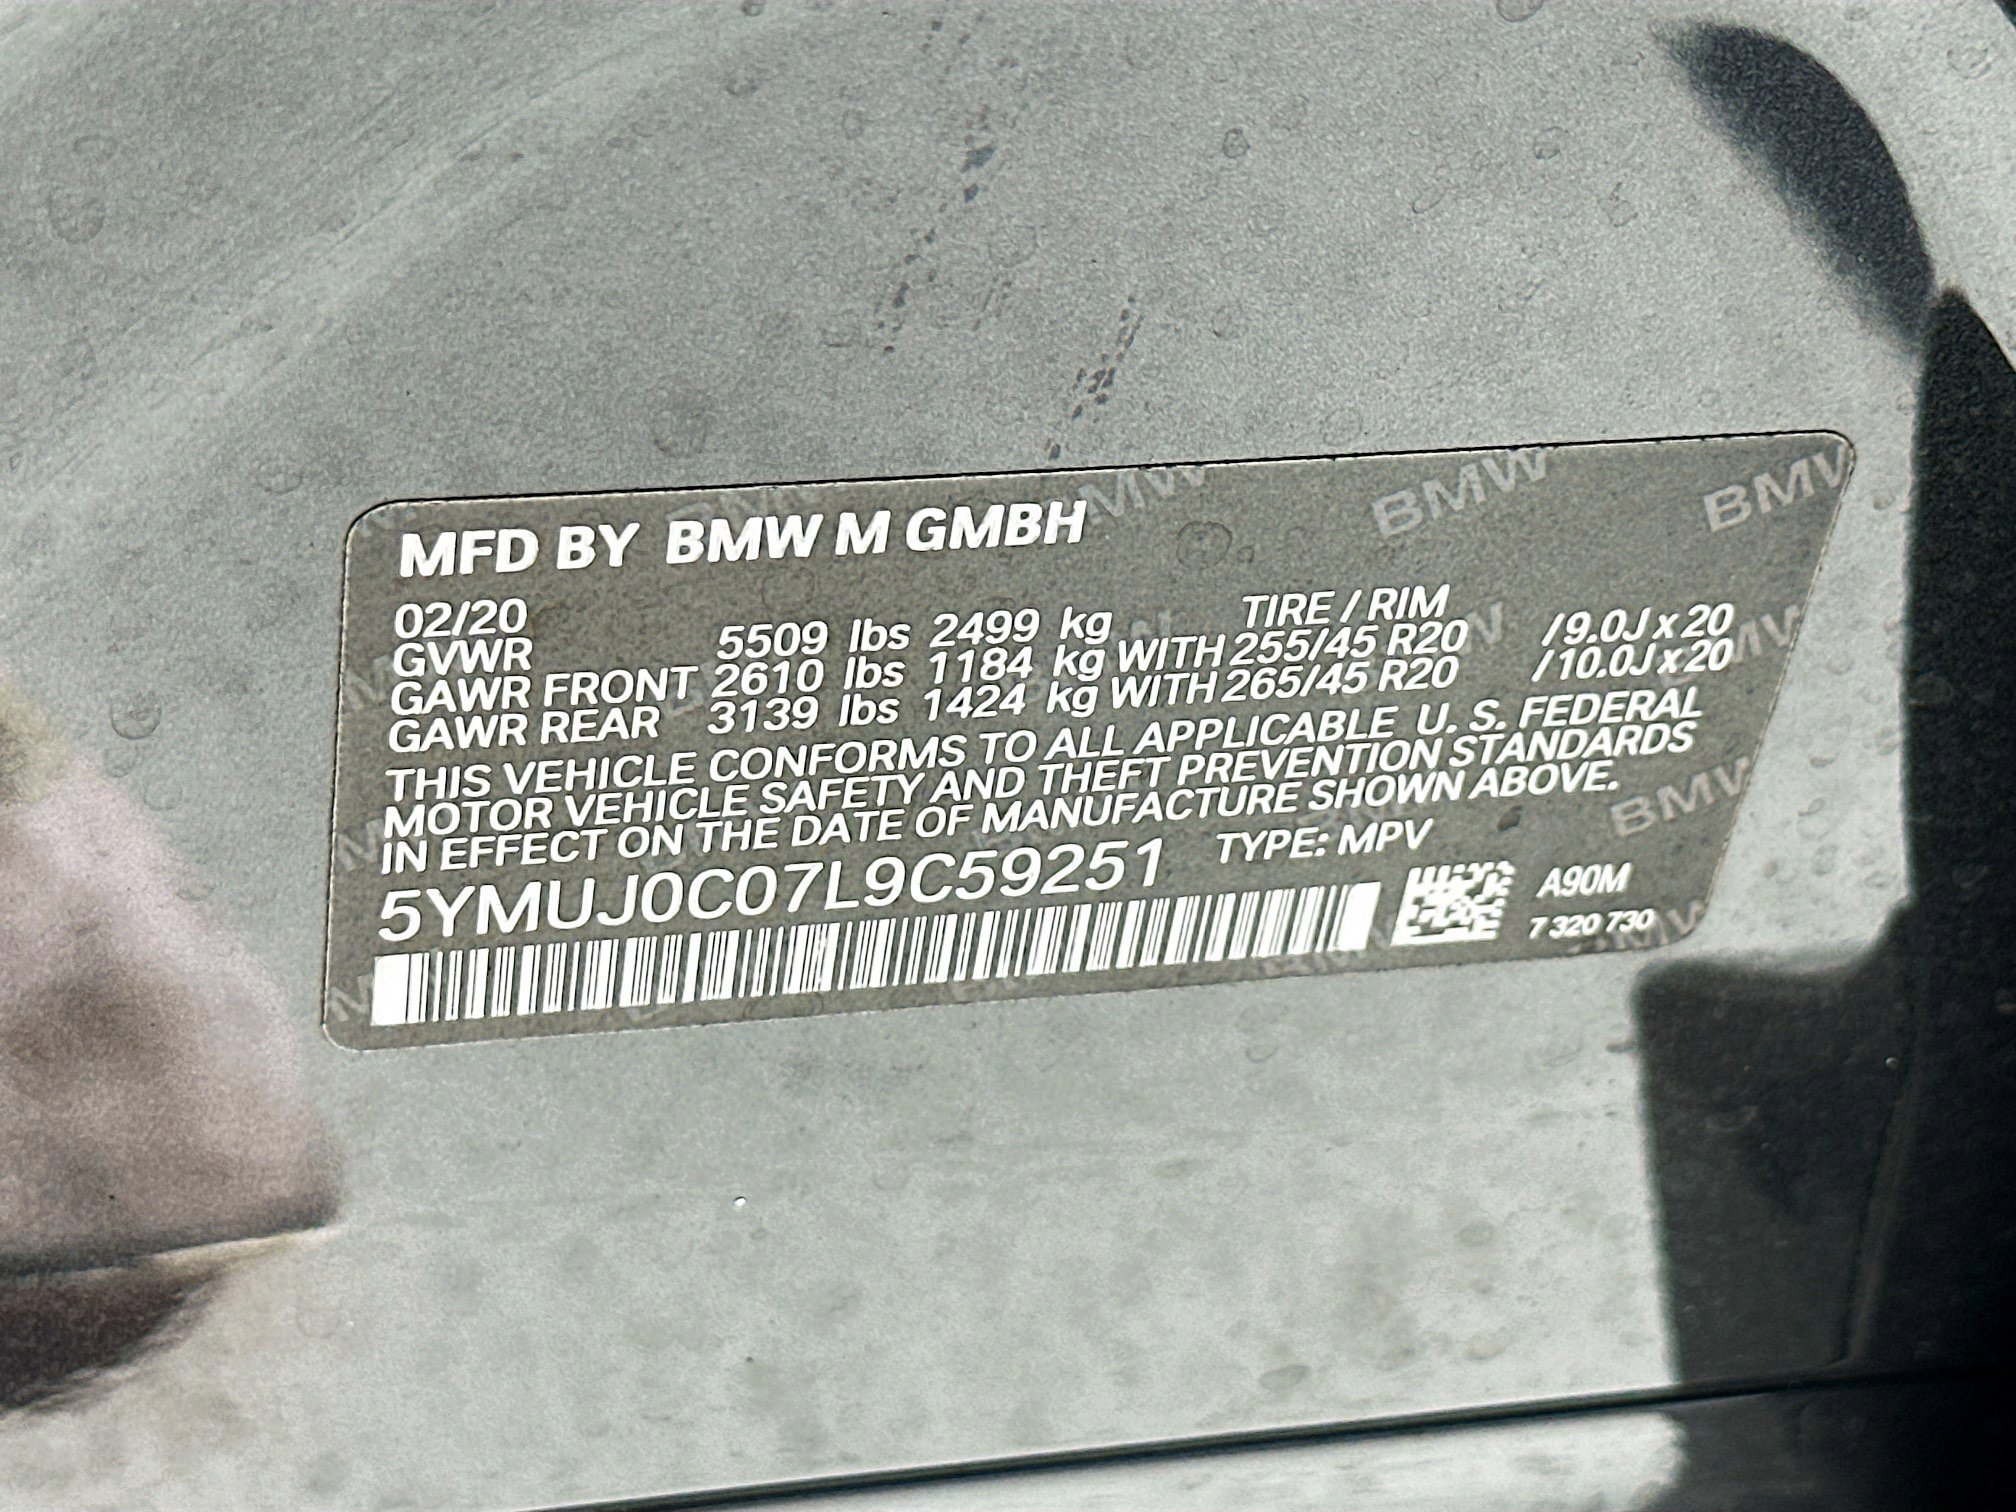 MFD BY BMW M GMBH
02/20 TIRE / RIM
GVWR 5509 lbs 2499 kg
GAWR FRONT 2610 lbs 1184 kg WITH 255/45 R20 /9.0J x 20
GAWR REAR 3139 lbs 1424 kg WITH 265/45 R20 /10.0J x 20
THIS VEHICLE CONFORMS TO ALL APPLICABLE U. S. FEDERAL
MOTOR VEHICLE SAFETY AND THEFT PREVENTION STANDARDS
IN EFFECT ON THE DATE OF MANUFACTURE SHOWN ABOVE.
5YMUJ0C07L9C59251 TYPE: MPV
A90M
7 320 730
BMW
BMW
BMW